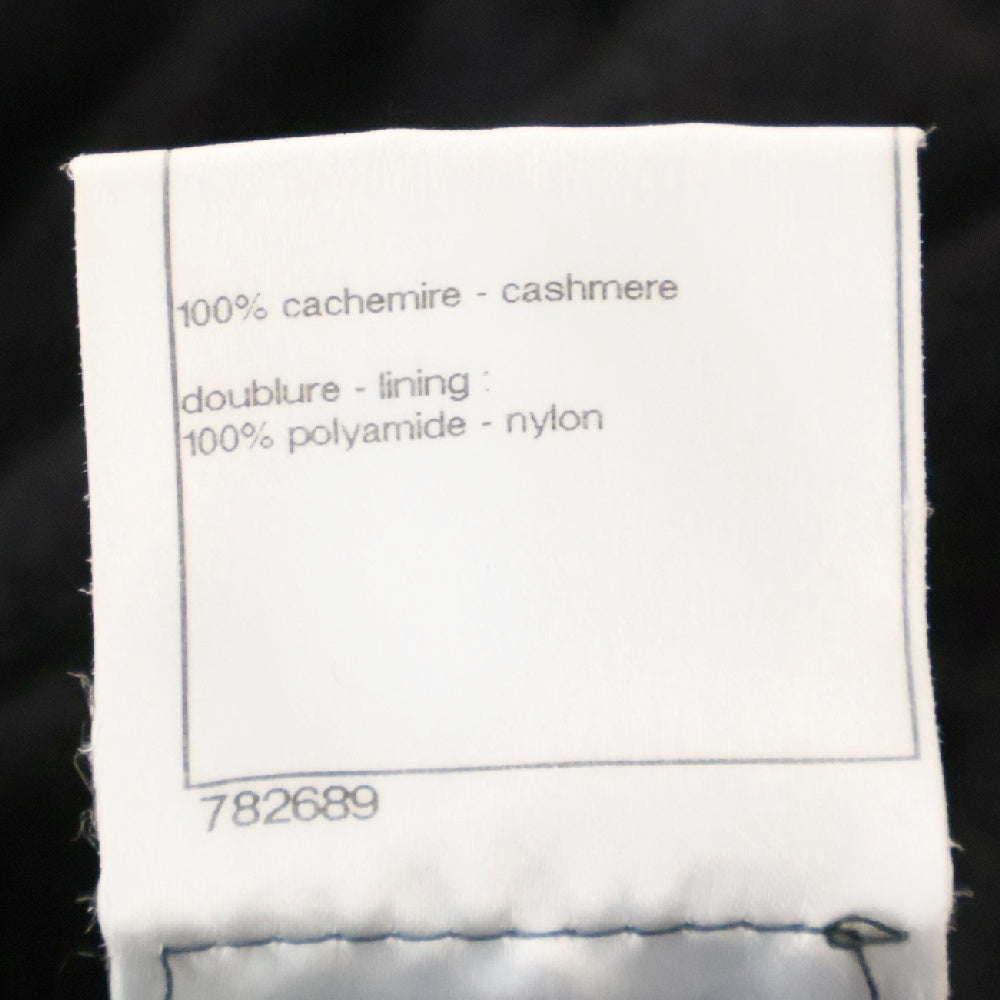 100% cachemire - cashmere
doublure - lining :
100% polyamide - nylon
782689